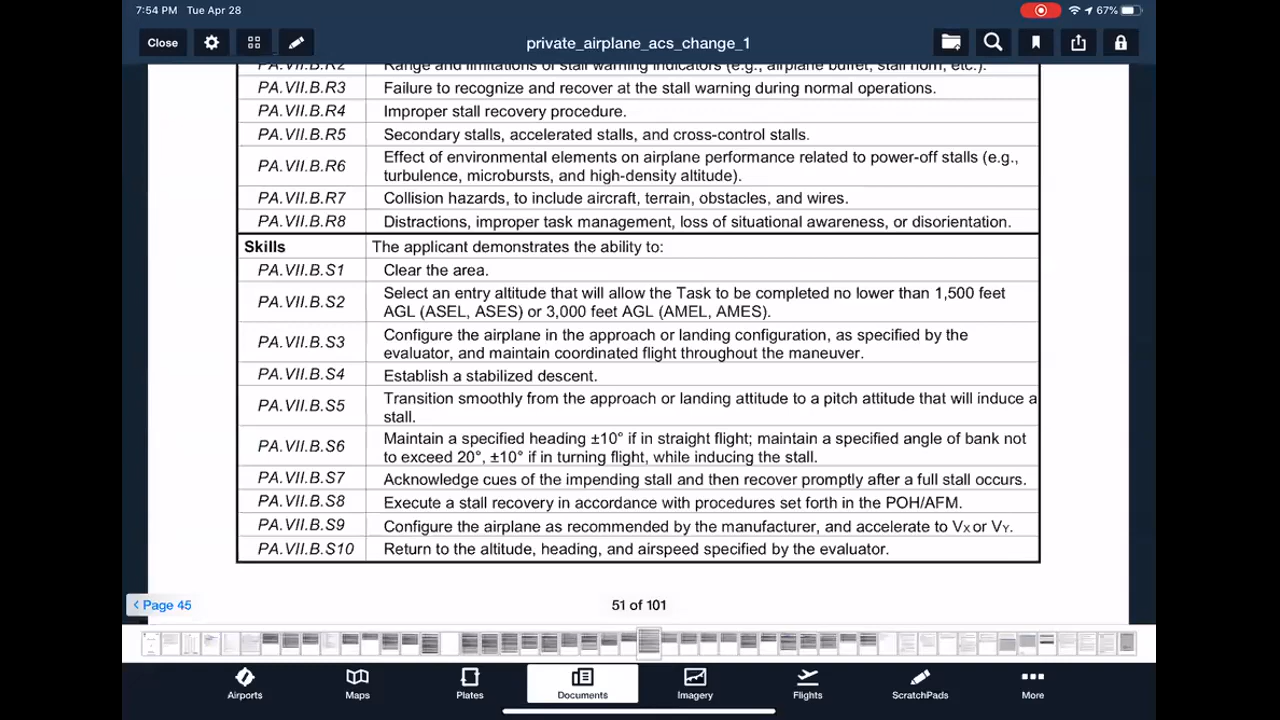 7:54 PM Tue Apr 28
67%
Close
private_airplane_acs_change_1
PA.VII.B.R2 Range and limitations of stall warning indicators (e.g., airplane buffet, stall horn, etc.).
PA.VII.B.R3 Failure to recognize and recover at the stall warning during normal operations.
PA.VII.B.R4 Improper stall recovery procedure.
PA.VII.B.R5 Secondary stalls, accelerated stalls, and cross-control stalls.
PA.VII.B.R6 Effect of environmental elements on airplane performance related to power-off stalls (e.g.,
turbulence, microbursts, and high-density altitude).
PA.VII.B.R7 Collision hazards, to include aircraft, terrain, obstacles, and wires.
PA.VII.B.R8 Distractions, improper task management, loss of situational awareness, or disorientation.
Skills The applicant demonstrates the ability to:
PA.VII.B.S1 Clear the area.
PA.VII.B.S2 Select an entry altitude that will allow the Task to be completed no lower than 1,500 feet
AGL (ASEL, ASES) or 3,000 feet AGL (AMEL, AMES).
PA.VII.B.S3 Configure the airplane in the approach or landing configuration, as specified by the
evaluator, and maintain coordinated flight throughout the maneuver.
PA.VII.B.S4 Establish a stabilized descent.
PA.VII.B.S5 Transition smoothly from the approach or landing attitude to a pitch attitude that will induce a
stall.
PA.VII.B.S6 Maintain a specified heading ±10° if in straight flight; maintain a specified angle of bank not
to exceed 20°, ±10° if in turning flight, while inducing the stall.
PA.VII.B.S7 Acknowledge cues of the impending stall and then recover promptly after a full stall occurs.
PA.VII.B.S8 Execute a stall recovery in accordance with procedures set forth in the POH/AFM.
PA.VII.B.S9 Configure the airplane as recommended by the manufacturer, and accelerate to VX or VY.
PA.VII.B.S10 Return to the altitude, heading, and airspeed specified by the evaluator.
Page 45
51 of 101
Airports
Maps
Plates
Documents
Imagery
Flights
ScratchPads
More